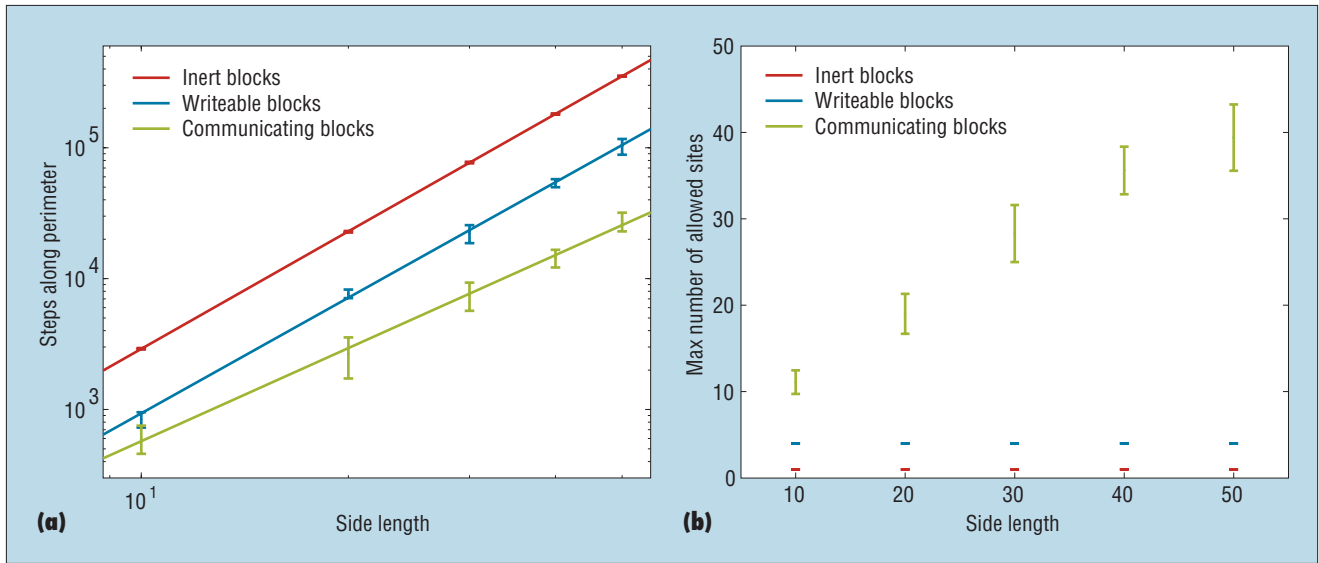 Inert blocks
Writeable blocks
Communicating blocks
Steps along perimeter
10^5
10^4
10^3
10^1
Side length
(a)
Inert blocks
Writeable blocks
Communicating blocks
Max number of allowed sites
50
40
30
20
10
0
10 20 30 40 50
Side length
(b)